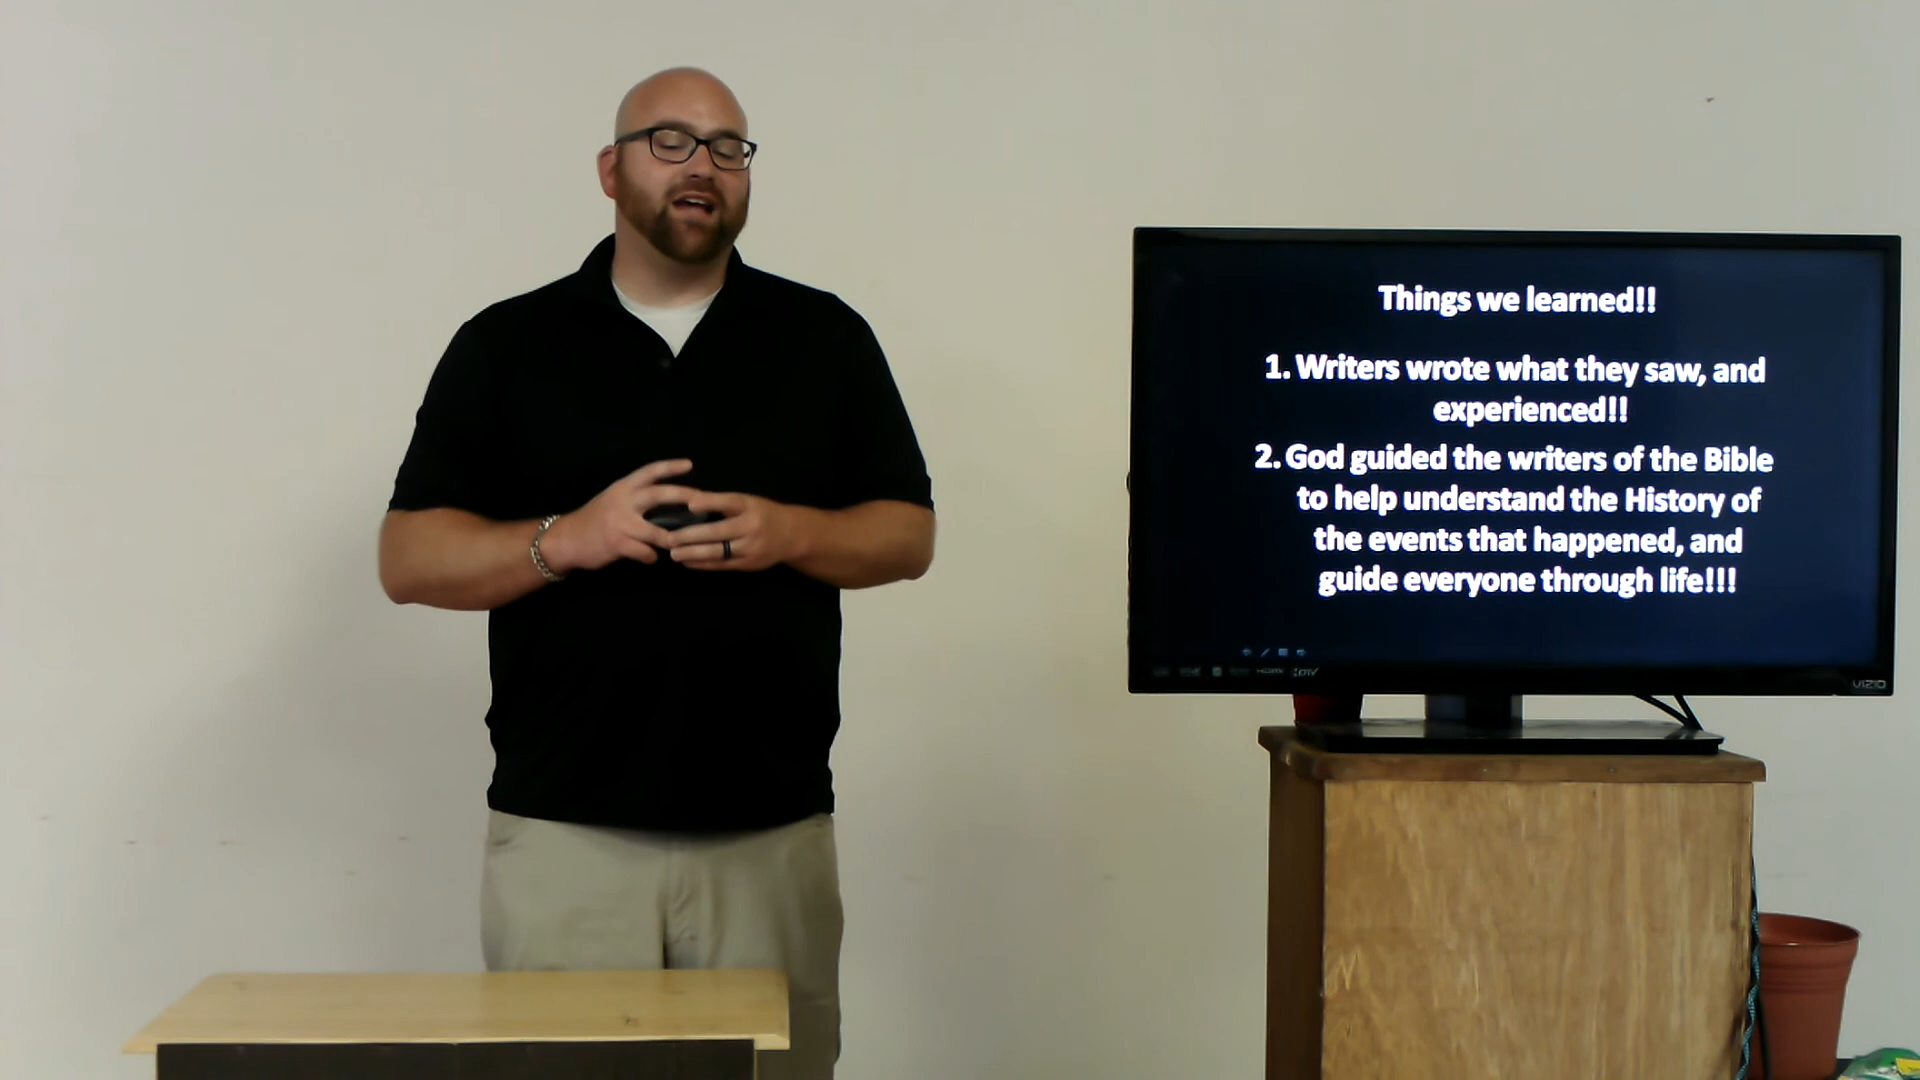 Things we learned!!
1. Writers wrote what they saw, and
experienced!!
2. God guided the writers of the Bible
to help understand the History of
the events that happened, and
guide everyone through life!!!
VIZIO